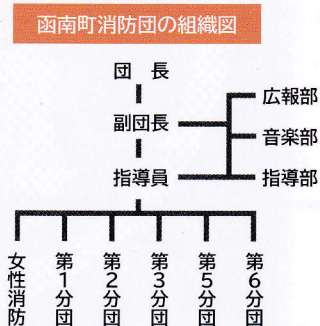 函南町消防団の組織図
団 長
副団長
指導員
広報部
音楽部
指導部
女性消防
第1分団
第2分団
第3分団
第5分団
第6分団